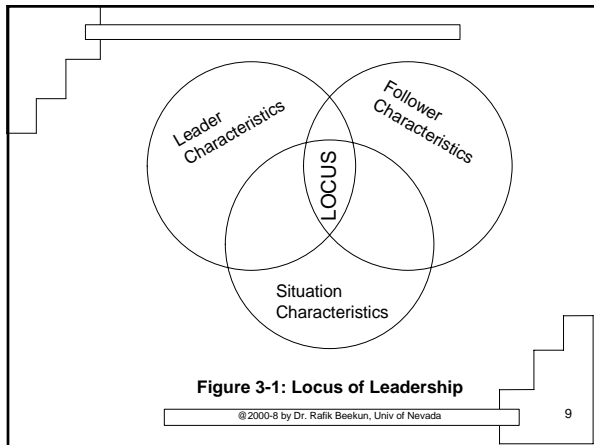 Leader
Characteristics
Follower
Characteristics
LOCUS
Situation
Characteristics
Figure 3-1: Locus of Leadership
@2000-8 by Dr. Rafik Beekun, Univ of Nevada
9